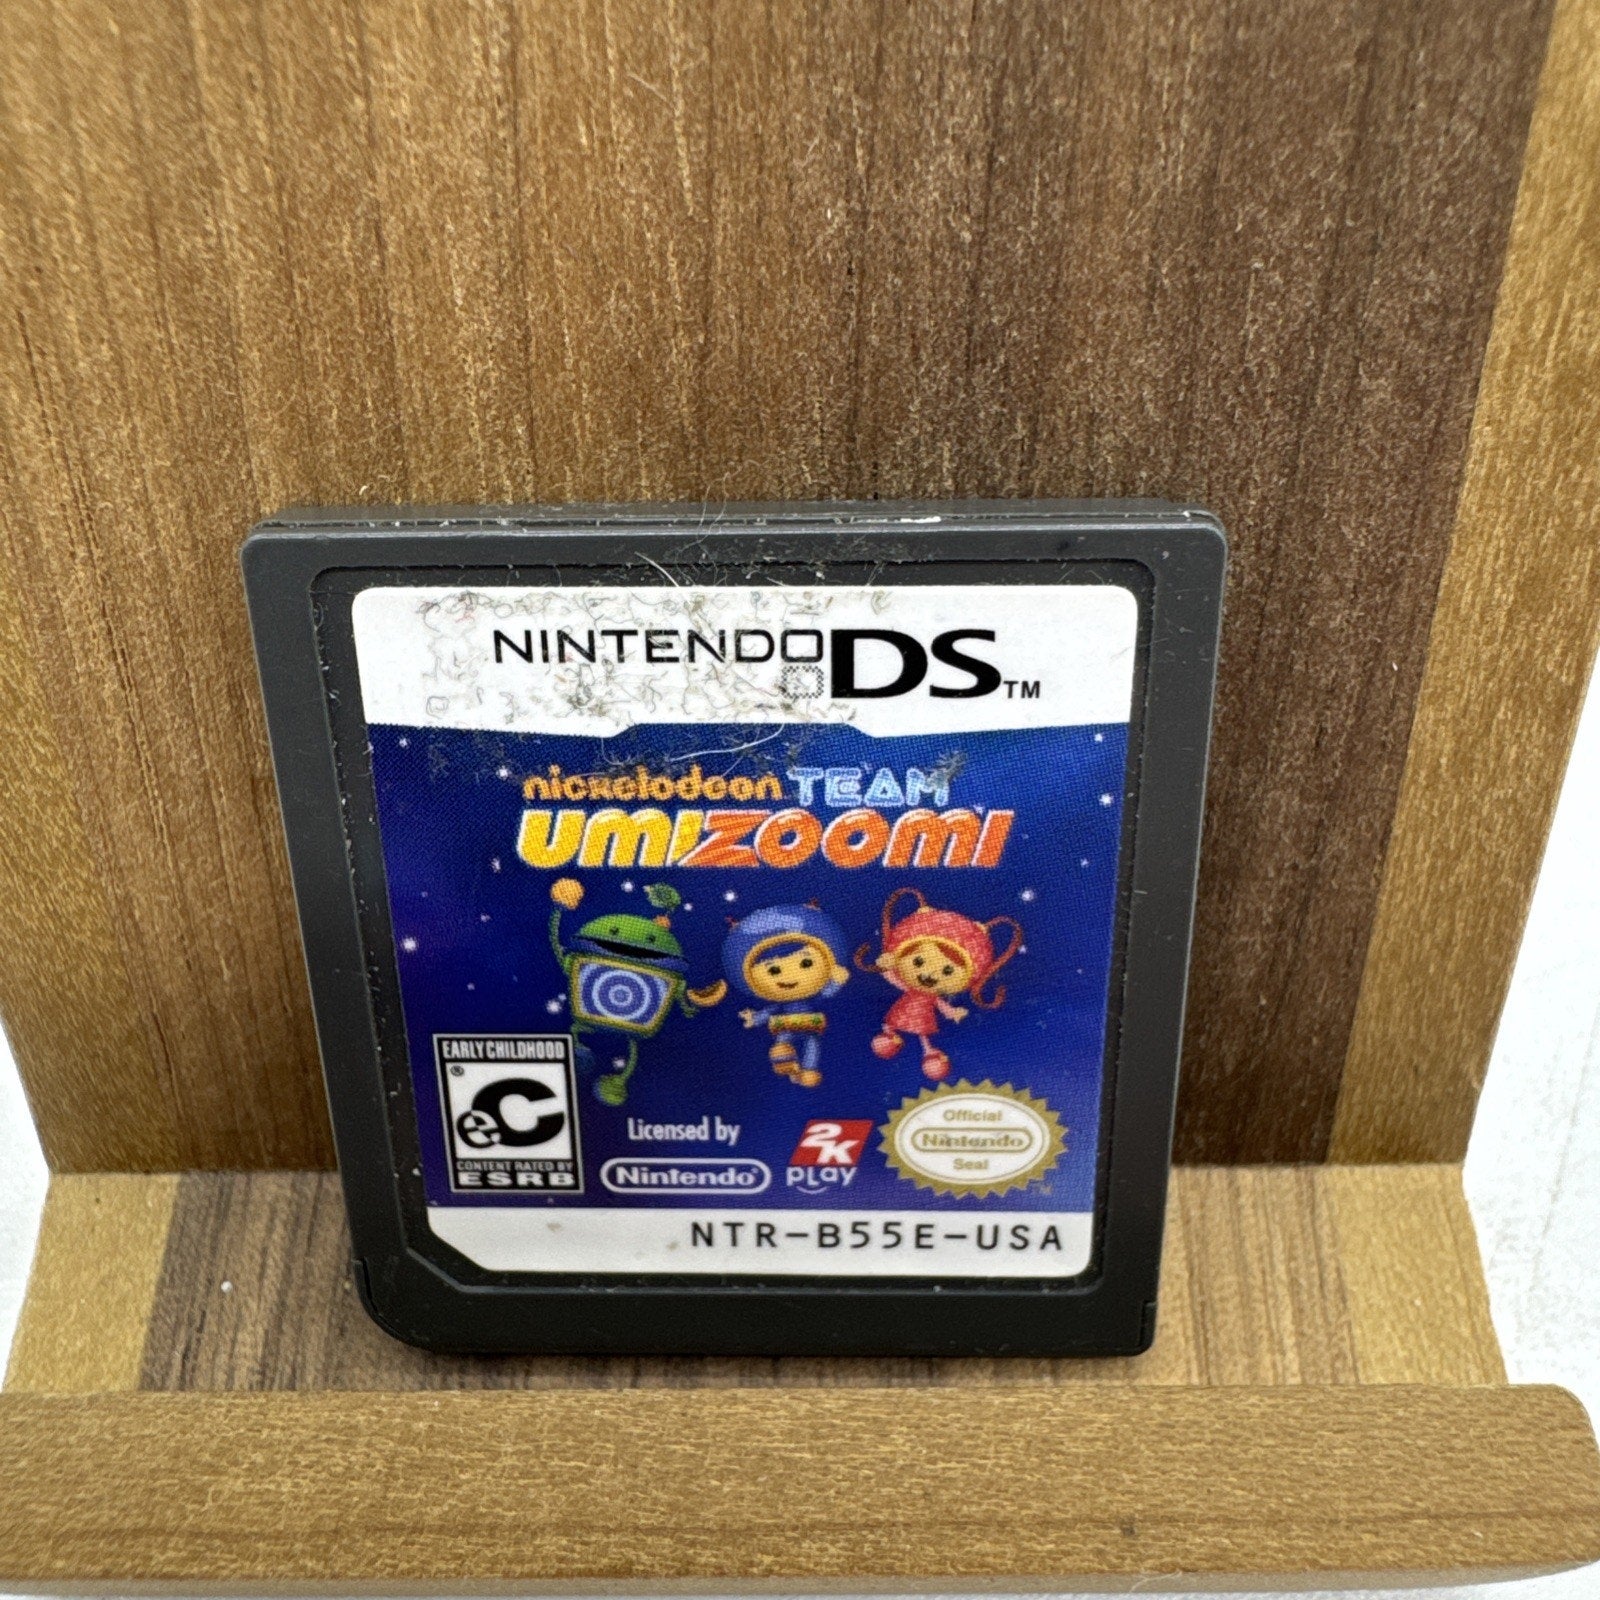 NINTENDO DS™
nickelodeon TEAM
UMIZOOMI
EARLY CHILDHOOD
®
eC
CONTENT RATED BY
ESRB
Licensed by
Nintendo®
2K
PLAY
Official
Nintendo
Seal
TM
NTR-B55E-USA